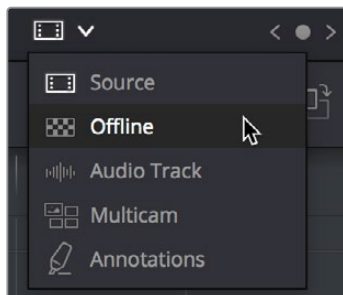 Source
Offline
Audio Track
Multicam
Annotations